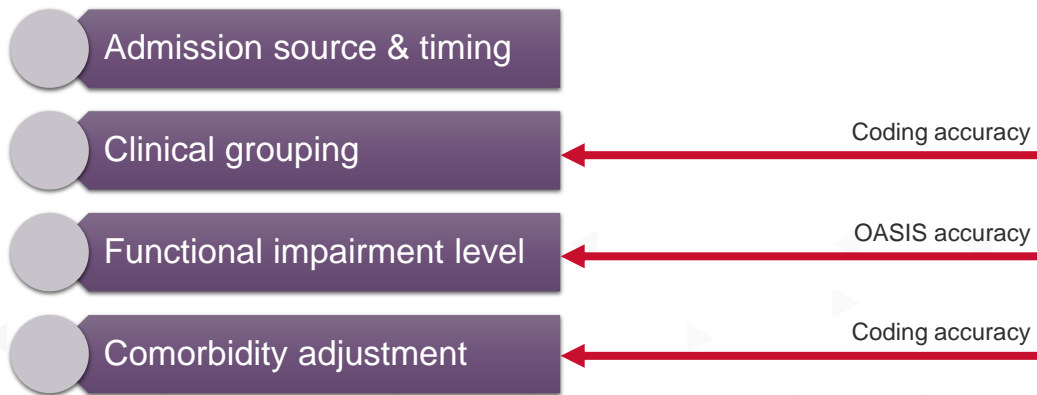 Admission source & timing
Clinical grouping
Coding accuracy
Functional impairment level
OASIS accuracy
Comorbidity adjustment
Coding accuracy